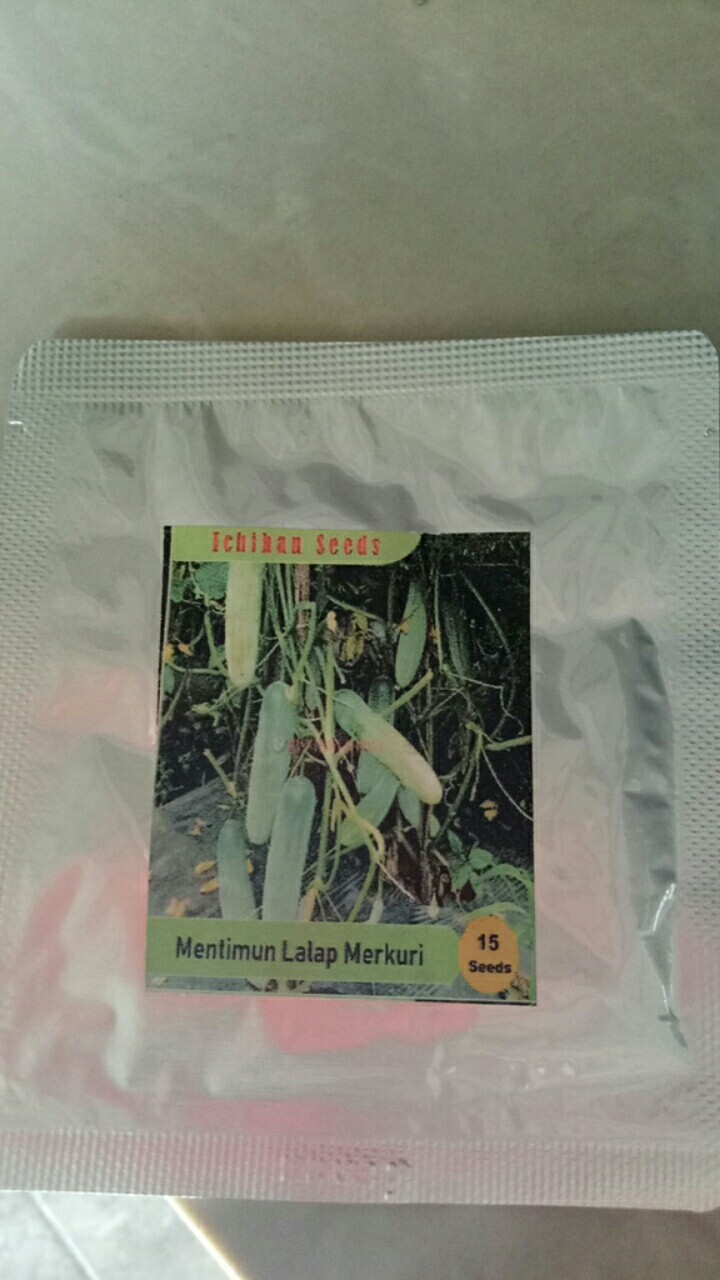 Ichiban Seeds
Mentimun Lalap Merkuri
15
Seeds